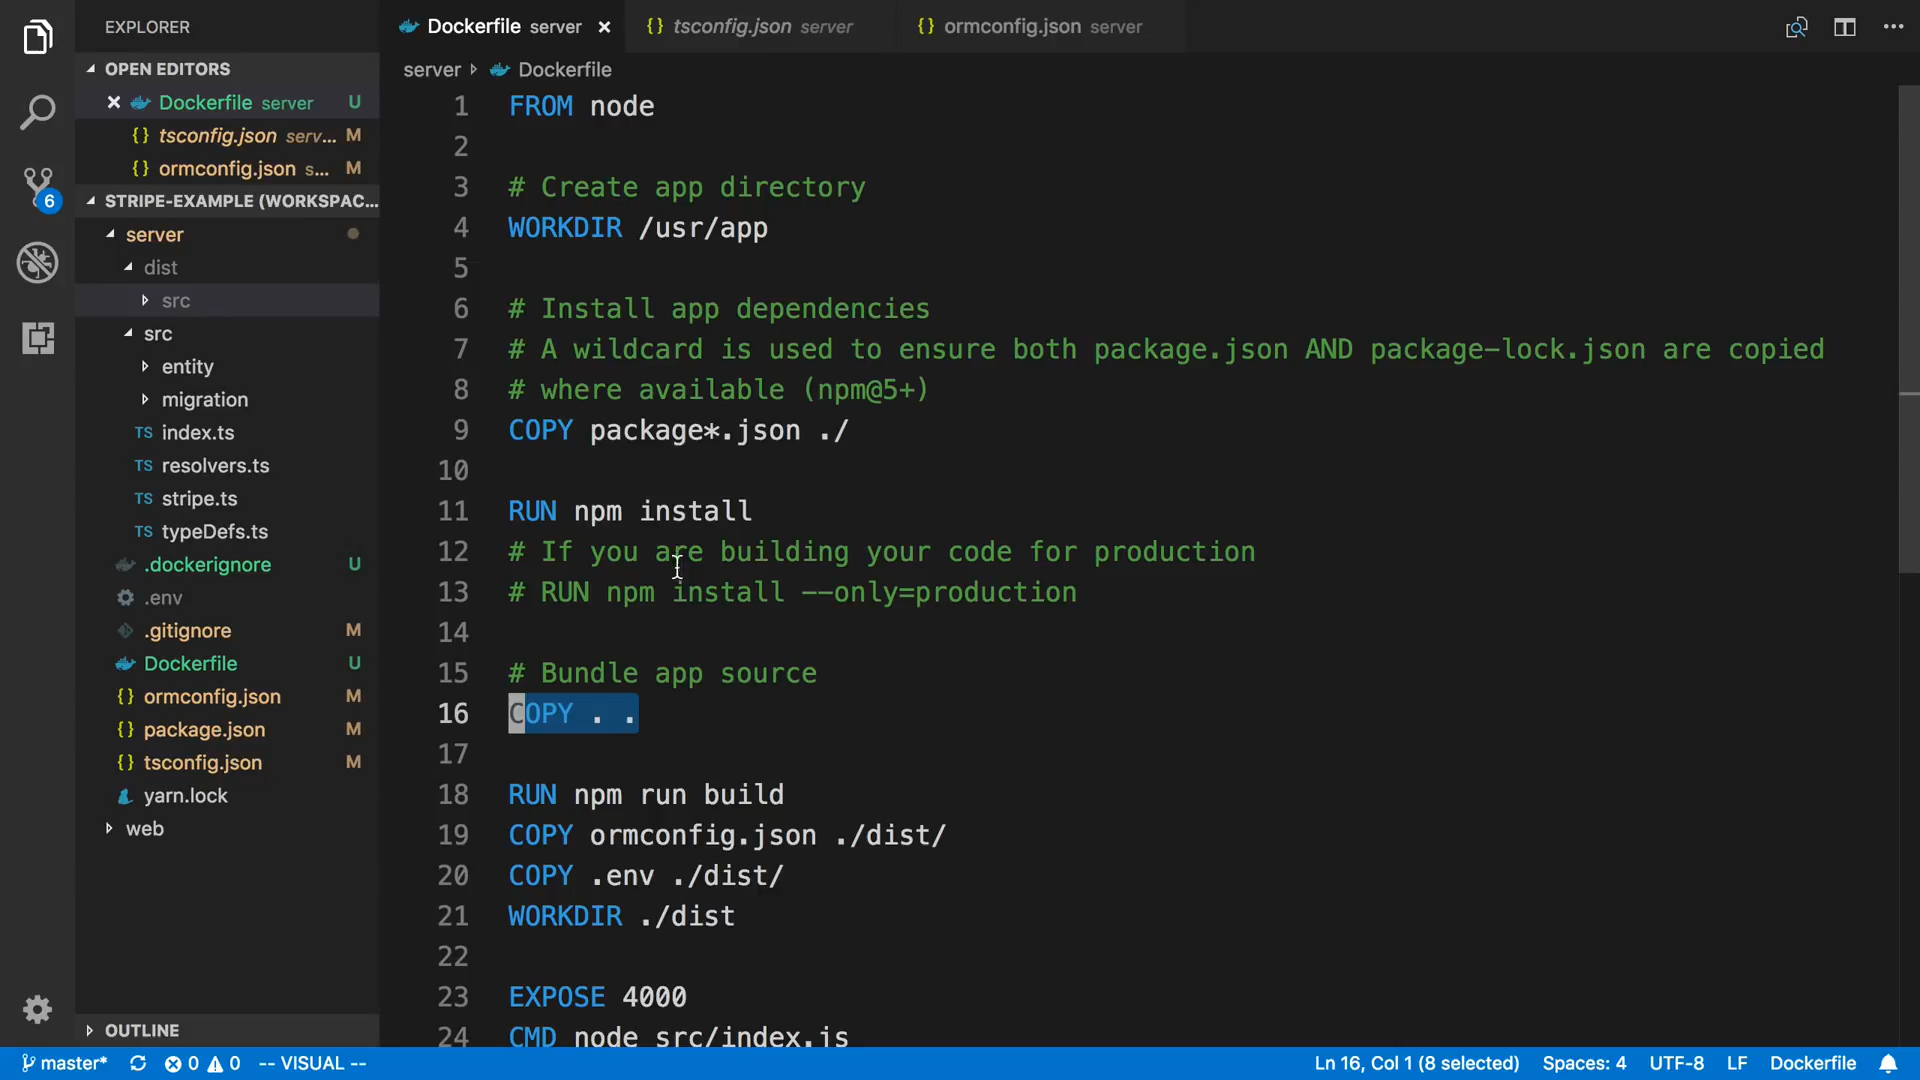 EXPLORER
OPEN EDITORS
Dockerfile server U
tsconfig.json serv... M
ormconfig.json s... M
STRIPE-EXAMPLE (WORKSPAC...
server
dist
src
src
entity
migration
TS index.ts
TS resolvers.ts
TS stripe.ts
TS typeDefs.ts
.dockerignore U
.env
.gitignore M
Dockerfile U
{} ormconfig.json M
{} package.json M
{} tsconfig.json M
yarn.lock
web
OUTLINE
6
Dockerfile server
{} tsconfig.json server
{} ormconfig.json server
server Dockerfile
1 FROM node
2
3 # Create app directory
4 WORKDIR /usr/app
5
6 # Install app dependencies
7 # A wildcard is used to ensure both package.json AND package-lock.json are copied
8 # where available (npm@5+)
9 COPY package*.json ./
10
11 RUN npm install
12 # If you are building your code for production
13 # RUN npm install --only=production
14
15 # Bundle app source
16 COPY . .
17
18 RUN npm run build
19 COPY ormconfig.json ./dist/
20 COPY .env ./dist/
21 WORKDIR ./dist
22
23 EXPOSE 4000
24 CMD node src/index.js
master* 0 0 -- VISUAL -- Ln 16, Col 1 (8 selected) Spaces: 4 UTF-8 LF Dockerfile